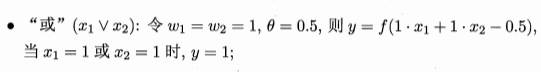 • “或” (x₁ ∨ x₂): 令 w₁ = w₂ = 1, θ = 0.5, 则 y = f(1 · x₁ + 1 · x₂ − 0.5),
当 x₁ = 1 或 x₂ = 1 时, y = 1;